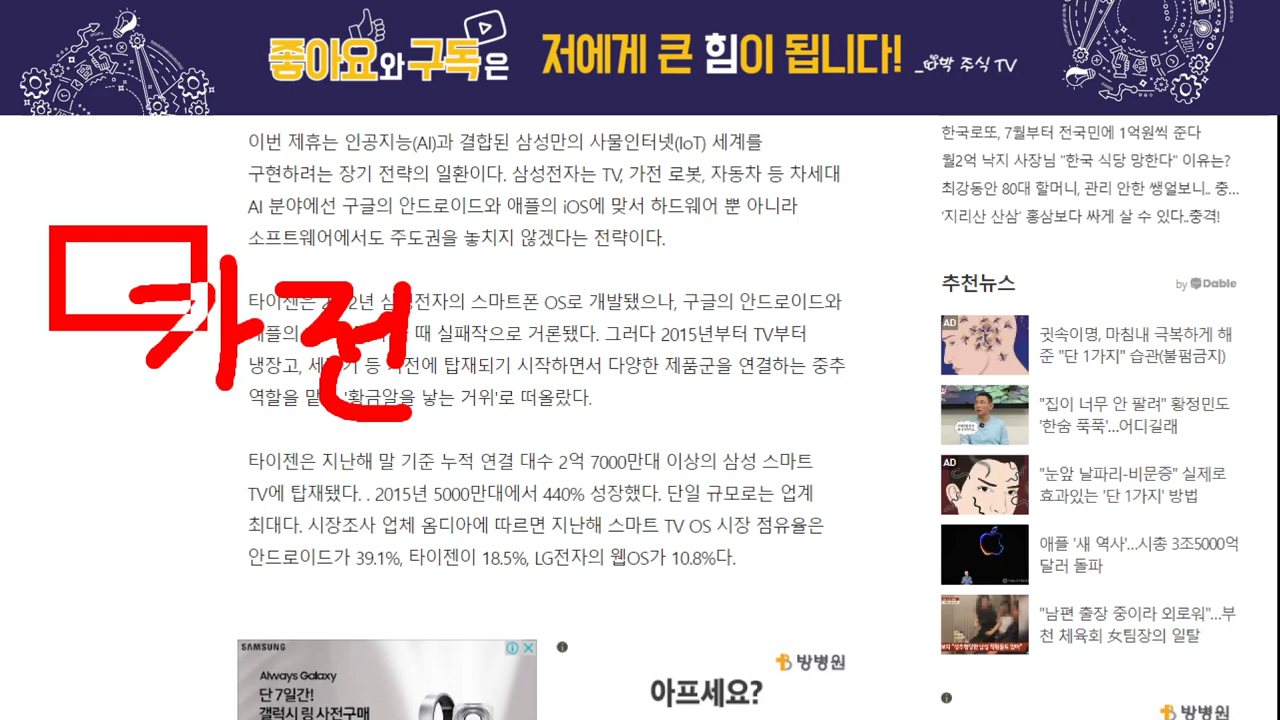 좋아요와 구독은 저에게 큰 힘이 됩니다!
박 주식 TV
이번 제휴는 인공지능(AI)과 결합된 삼성만의 사물인터넷(IoT) 세계를
구현하려는 장기 전략의 일환이다. 삼성전자는 TV, 가전 로봇, 자동차 등 차세대
AI 분야에선 구글의 안드로이드와 애플의 iOS에 맞서 하드웨어 뿐 아니라
소프트웨어에서도 주도권을 놓치지 않겠다는 전략이다.
가전
타이젠은 년 삼성전자의 스마트폰 OS로 개발됐으나, 구글의 안드로이드와
애플의 때 실패작으로 거론됐다. 그러다 2015년부터 TV부터
냉장고, 등 가전에 탑재되기 시작하면서 다양한 제품군을 연결하는 중추
역할을 '황금알을 낳는 거위'로 떠올랐다.
타이젠은 지난해 말 기준 누적 연결 대수 2억 7000만대 이상의 삼성 스마트
TV에 탑재됐다. . 2015년 5000만대에서 440% 성장했다. 단일 규모로는 업계
최대다. 시장조사 업체 옴디아에 따르면 지난해 스마트 TV OS 시장 점유율은
안드로이드가 39.1%, 타이젠이 18.5%, LG전자의 웹OS가 10.8%다.
SAMSUNG
Always Galaxy
단 7일간!
갤럭시 링 사전구매
방병원
아프세요?
한국로또, 7월부터 전국민에 1억원씩 준다
월2억 낙지 사장님 "한국 식당 망한다" 이유는?
최강동안 80대 할머니, 관리 안한 쌩얼보니.. 충...
'지리산 산삼' 홍삼보다 싸게 살 수 있다..충격!
추천뉴스
by Dable
AD
귓속이명, 마침내 극복하게 해
준 "단 1가지" 습관(불펌금지)
"집이 너무 안 팔려" 황정민도
'한숨 푹푹'...어디길래
AD
"눈앞 날파리-비문증" 실제로
효과있는 '단 1가지' 방법
애플 '새 역사'...시총 3조5000억
달러 돌파
"남편 출장 중이라 외로워"...부
천 체육회 女팀장의 일탈
방병원